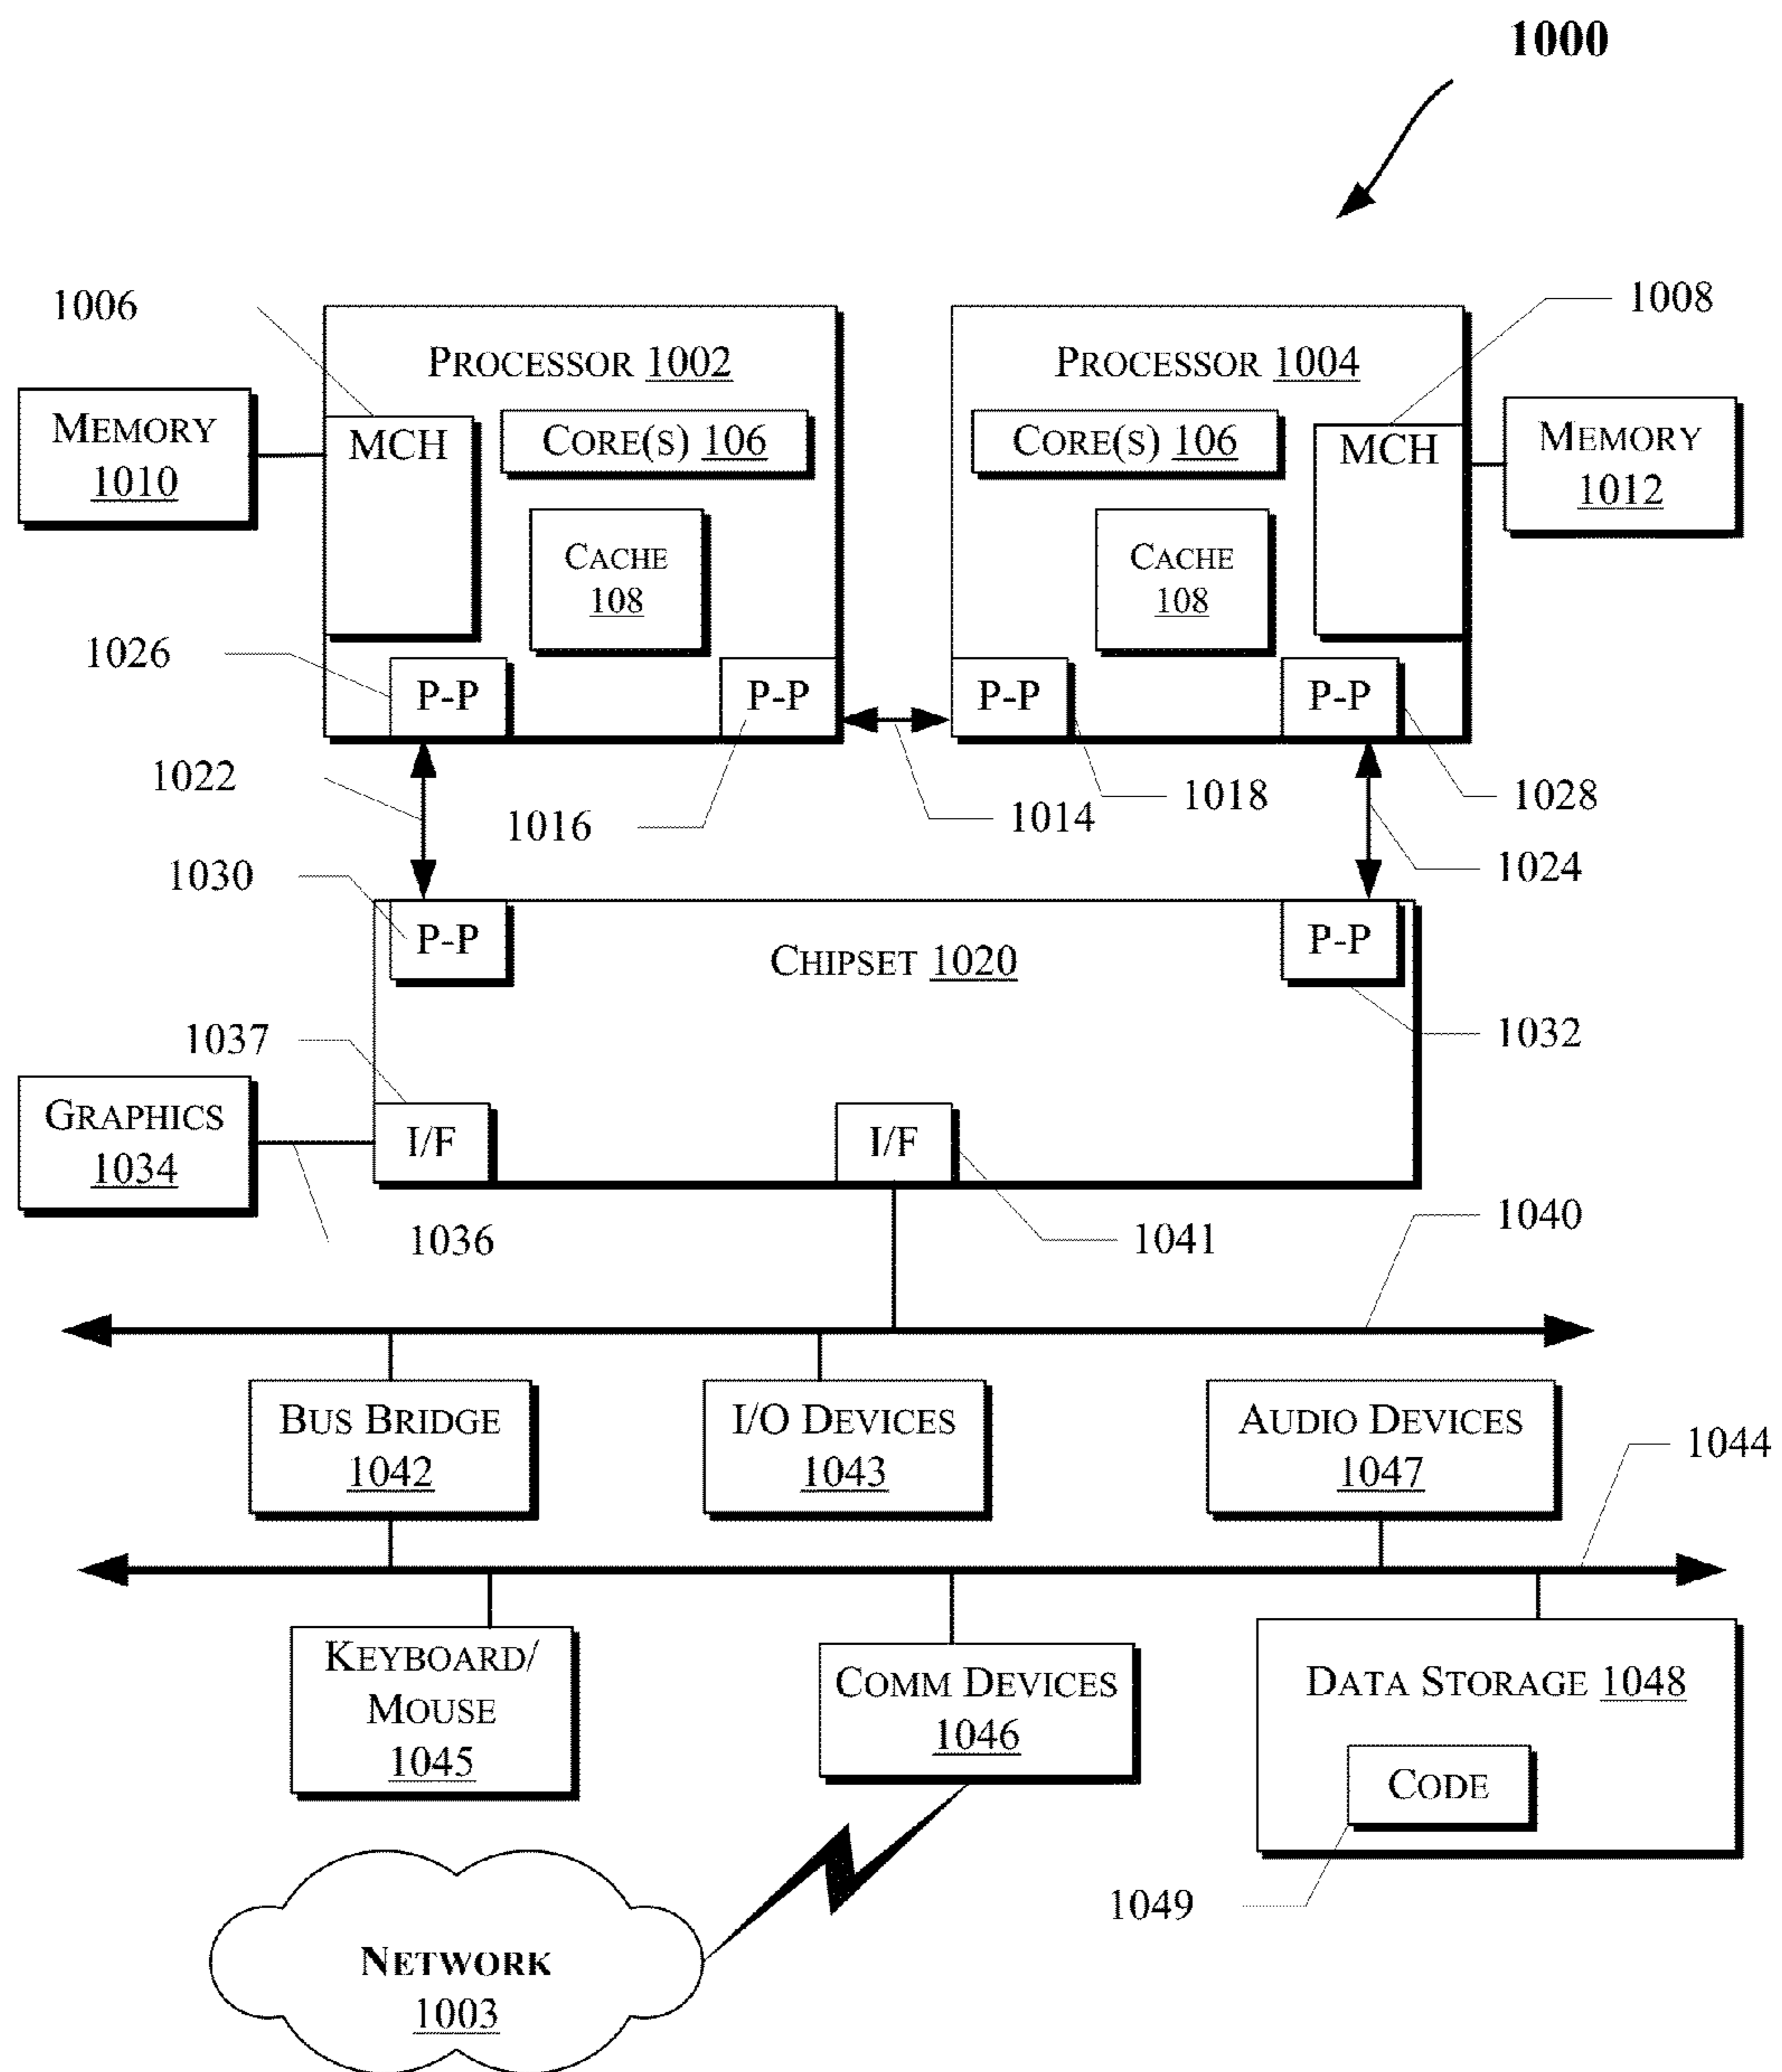 1000
1006
1008
PROCESSOR 1002
PROCESSOR 1004
MEMORY
1010
MCH
CORE(S) 106
CORE(S) 106
MCH
MEMORY
1012
CACHE
108
CACHE
108
1026
P-P
P-P
P-P
P-P
1022
1016
1014
1018
1028
1024
1030
P-P
CHIPSET 1020
P-P
1037
1032
GRAPHICS
1034
I/F
I/F
1036
1041
1040
BUS BRIDGE
1042
I/O DEVICES
1043
AUDIO DEVICES
1047
1044
KEYBOARD/
MOUSE
1045
COMM DEVICES
1046
DATA STORAGE 1048
CODE
1049
NETWORK
1003